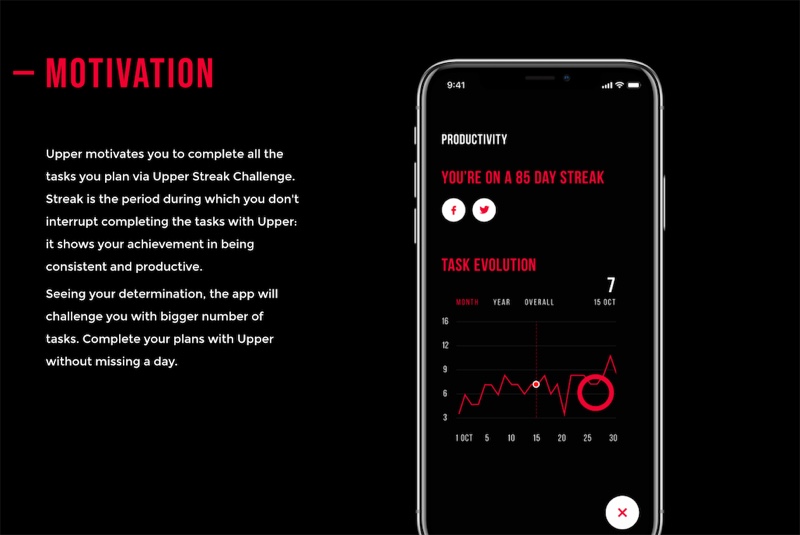 — MOTIVATION
Upper motivates you to complete all the
tasks you plan via Upper Streak Challenge.
Streak is the period during which you don't
interrupt completing the tasks with Upper:
it shows your achievement in being
consistent and productive.
Seeing your determination, the app will
challenge you with bigger number of
tasks. Complete your plans with Upper
without missing a day.
9:41
PRODUCTIVITY
YOU'RE ON A 85 DAY STREAK
TASK EVOLUTION
7
MONTH YEAR OVERALL 15 OCT
16
12
9
6
3
1 OCT 5 10 15 20 25 30